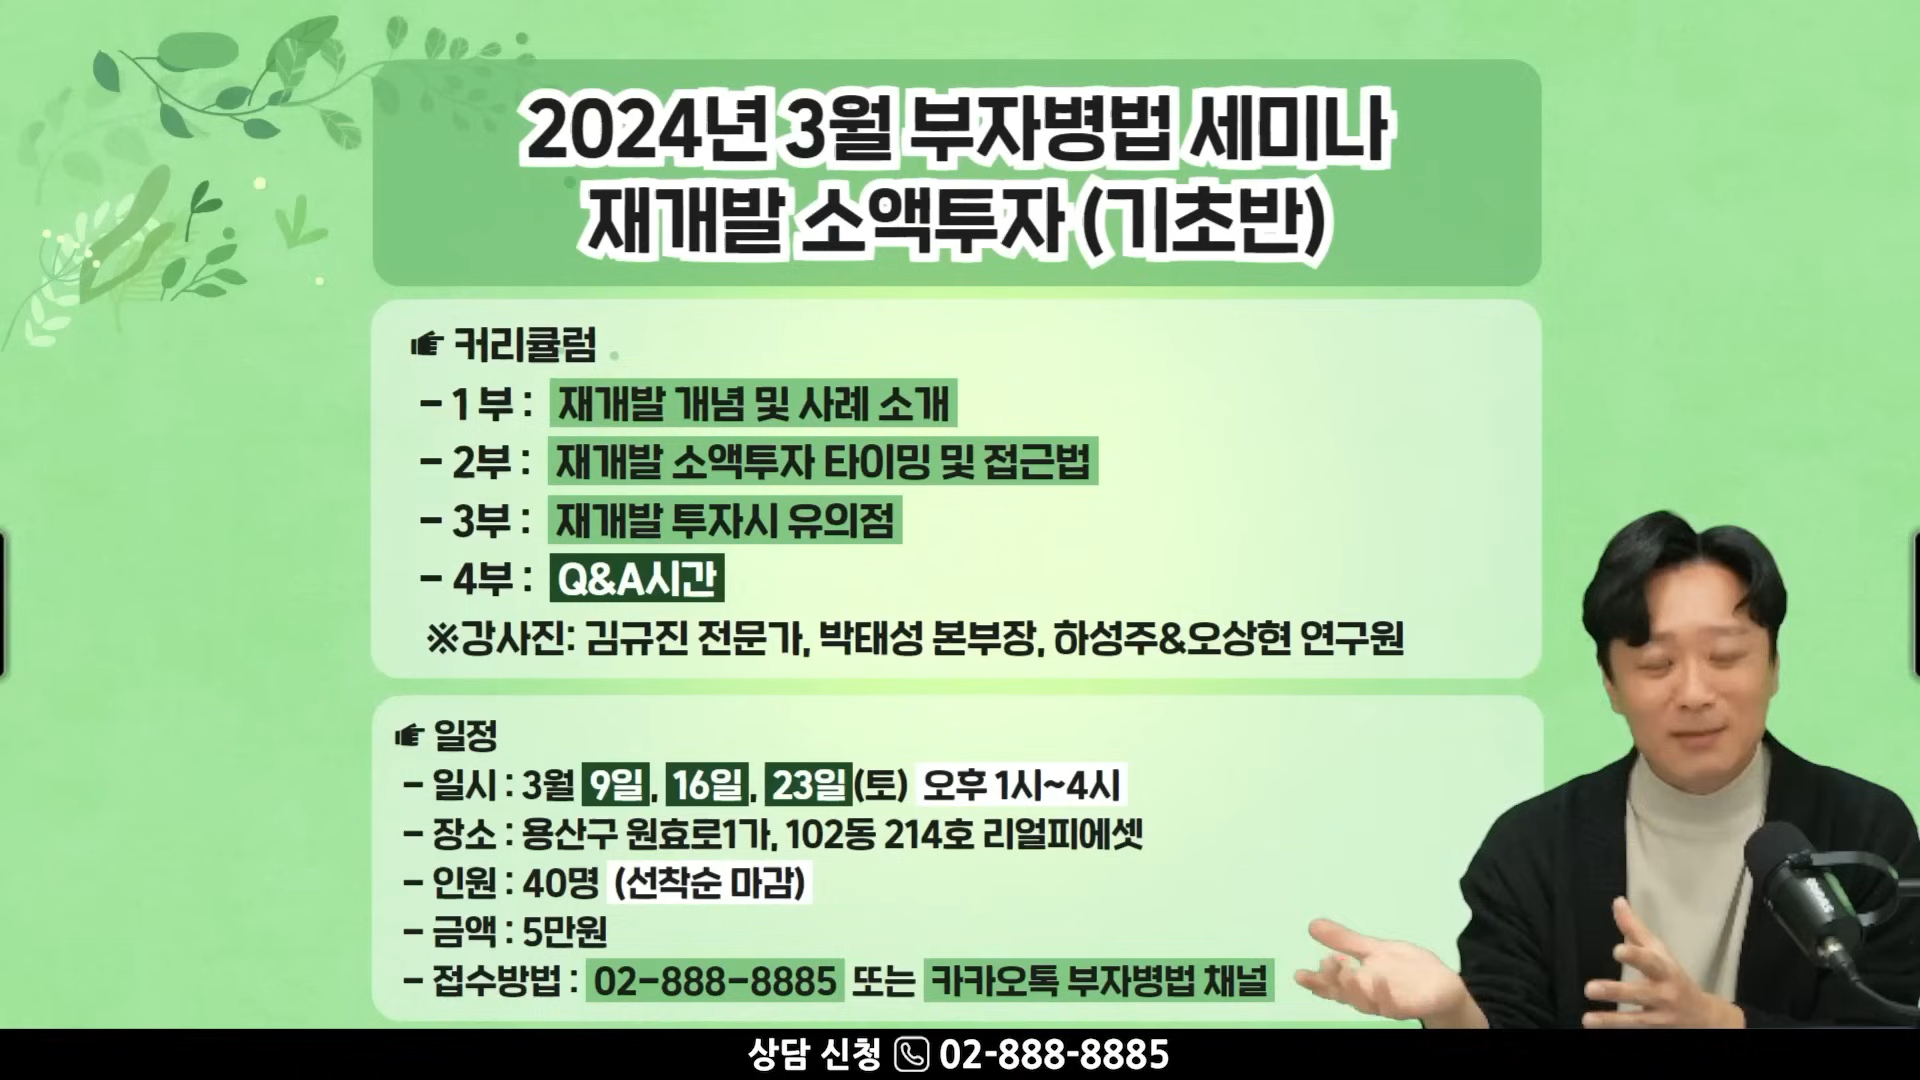 2024년 3월 부자병법 세미나
재개발 소액투자 (기초반)
☛ 커리큘럼
- 1부 : 재개발 개념 및 사례 소개
- 2부 : 재개발 소액투자 타이밍 및 접근법
- 3부 : 재개발 투자시 유의점
- 4부 : Q&A시간
※강사진: 김규진 전문가, 박태성 본부장, 하성주&오상현 연구원
☛ 일정
- 일시 : 3월 9일, 16일, 23일(토) 오후 1시~4시
- 장소 : 용산구 원효로1가, 102동 214호 리얼피에셋
- 인원 : 40명 (선착순 마감)
- 금액 : 5만원
- 접수방법 : 02-888-8885 또는 카카오톡 부자병법 채널
상담 신청 02-888-8885